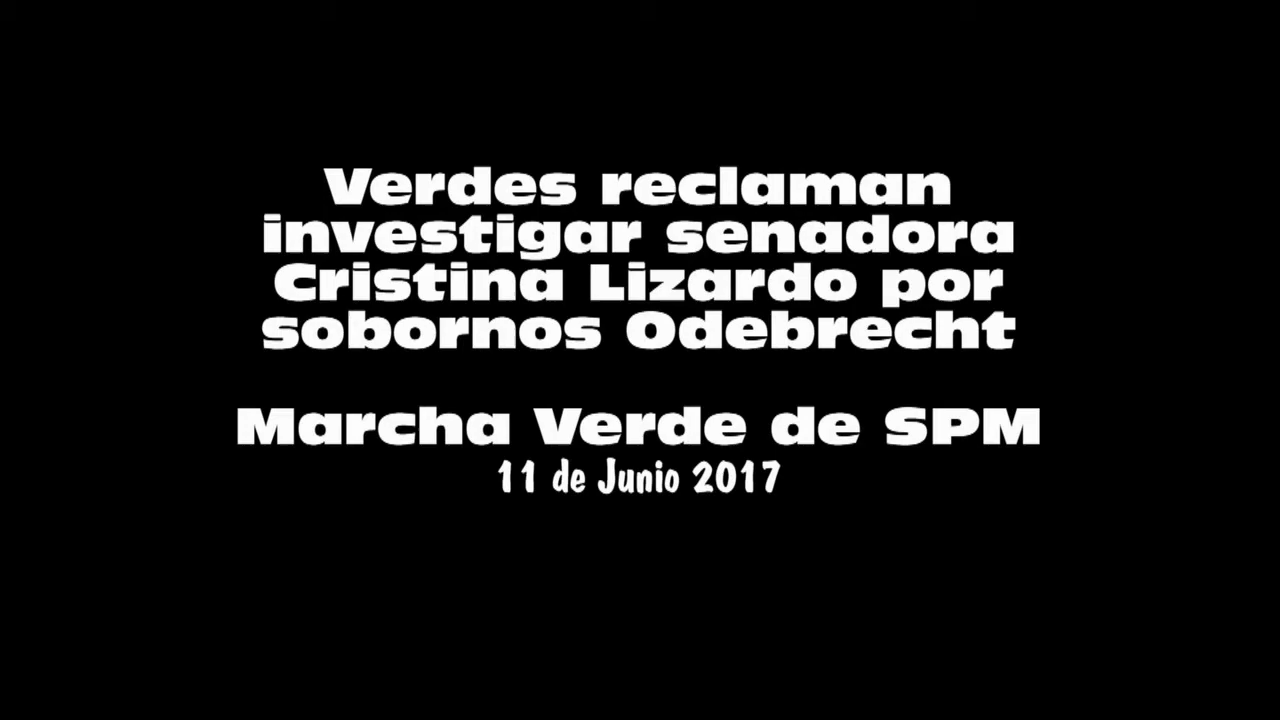 Verdes reclaman
investigar senadora
Cristina Lizardo por
sobornos Odebrecht
Marcha Verde de SPM
11 de Junio 2017